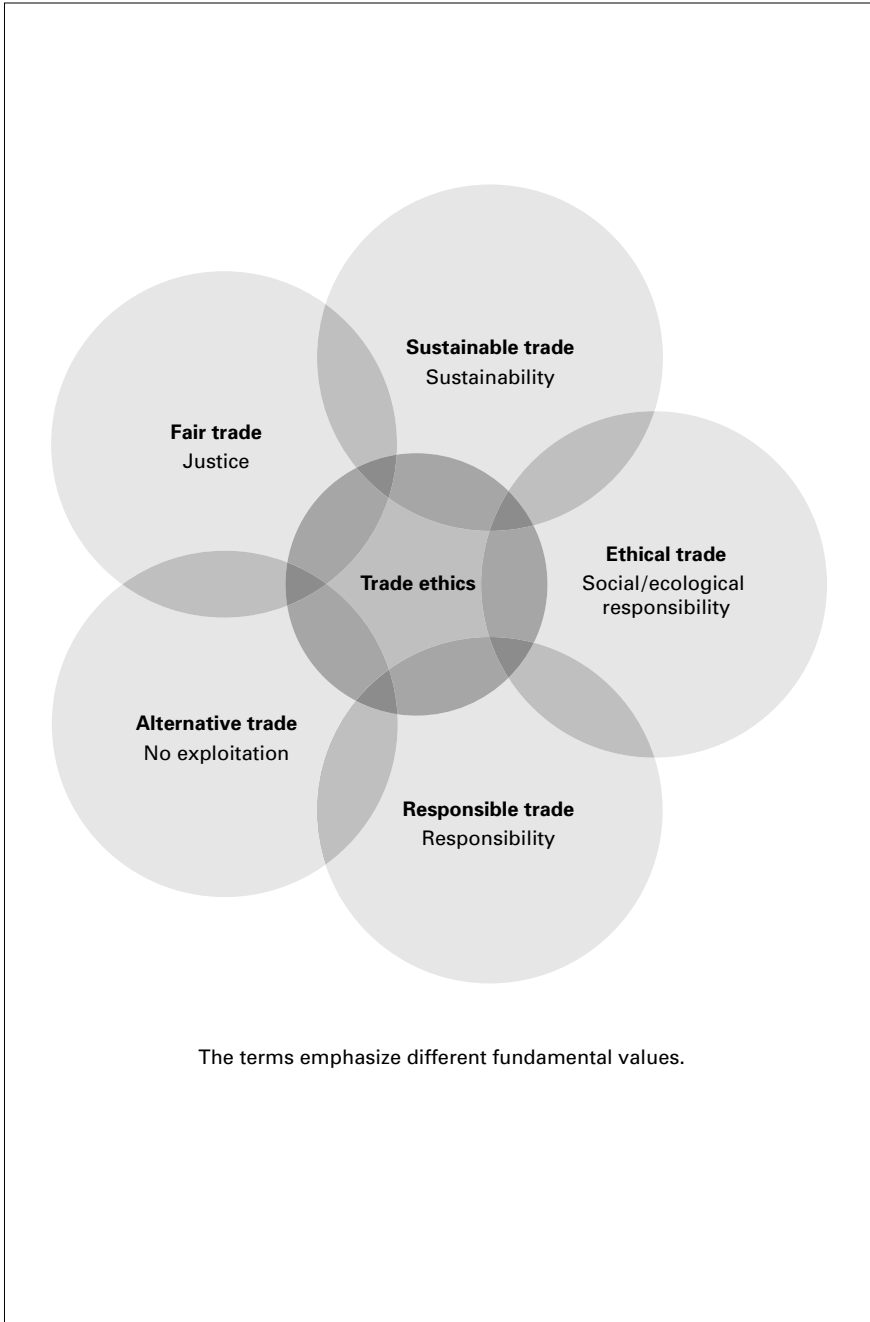 Sustainable trade
Sustainability
Fair trade
Justice
Ethical trade
Social/ecological
responsibility
Trade ethics
Alternative trade
No exploitation
Responsible trade
Responsibility
The terms emphasize different fundamental values.